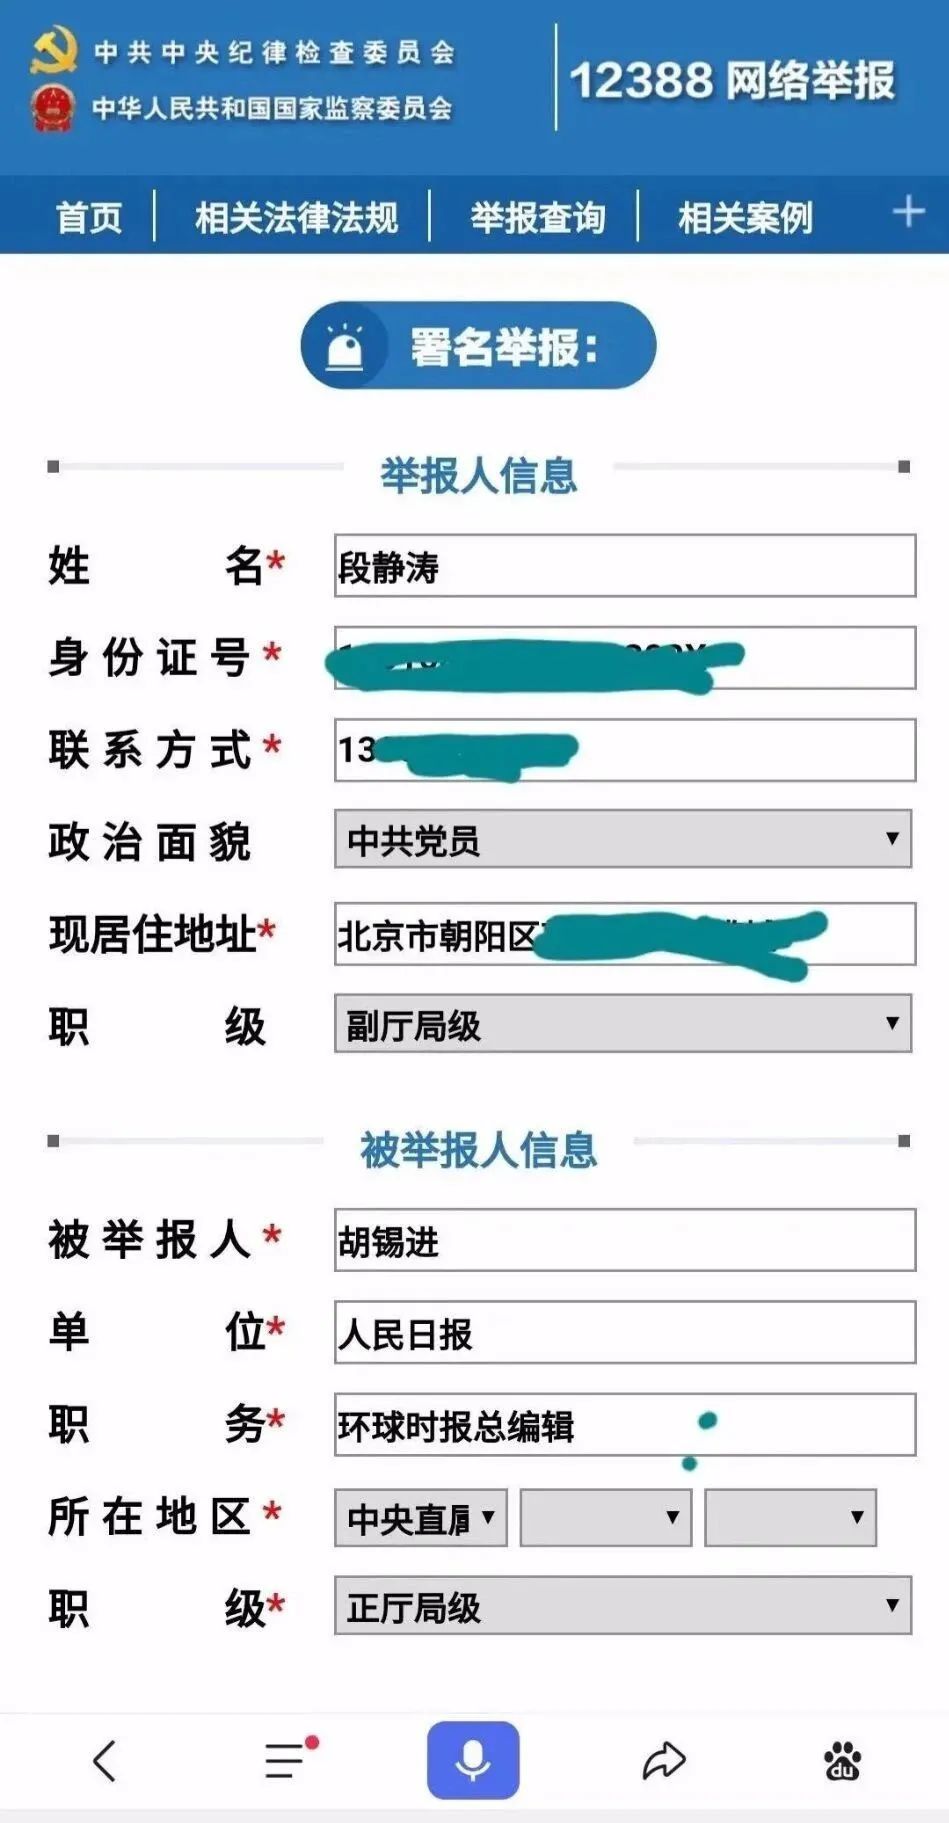 中共中央纪律检查委员会
中华人民共和国国家监察委员会
12388 网络举报
首页 相关法律法规 举报查询 相关案例 +
署名举报：
举报人信息
姓名* 段静涛
身份证号*
联系方式* 13
政治面貌 中共党员
现居住地址* 北京市朝阳区
职级 副厅局级
被举报人信息
被举报人* 胡锡进
单位* 人民日报
职务* 环球时报总编辑
所在地区* 中央直属
职级* 正厅局级
du